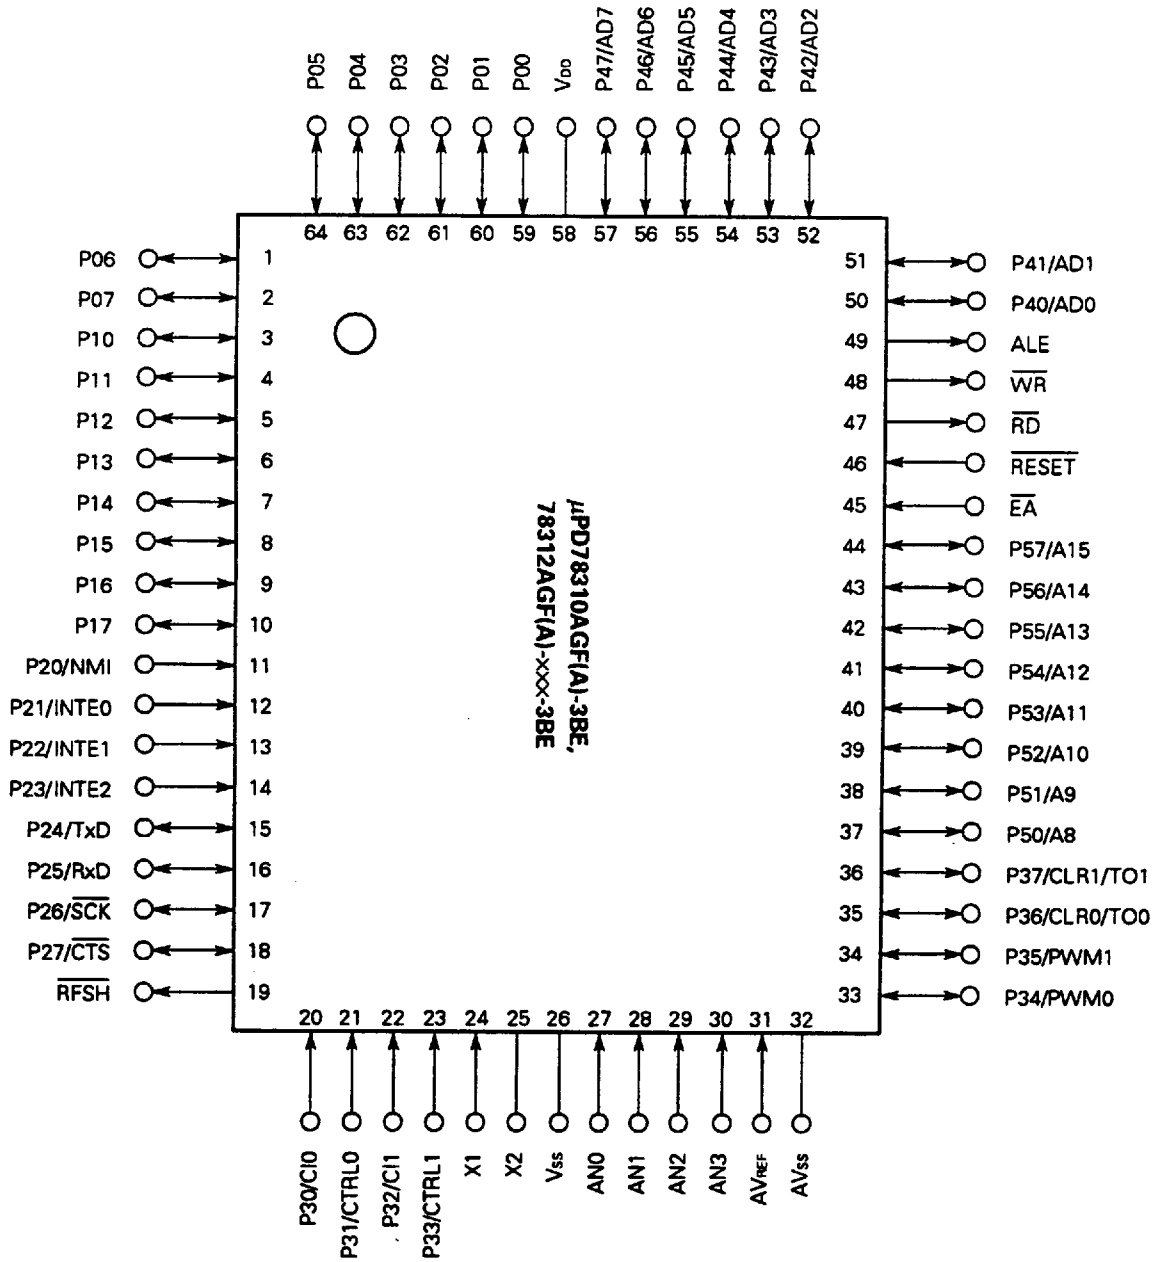 P05 P04 P03 P02 P01 P00 VDD P47/AD7 P46/AD6 P45/AD5 P44/AD4 P43/AD3 P42/AD2
64 63 62 61 60 59 58 57 56 55 54 53 52
P06 1 51 P41/AD1
P07 2 50 P40/AD0
P10 3 49 ALE
P11 4 48 W̅R̅
P12 5 47 R̅D̅
P13 6 46 R̅E̅S̅E̅T̅
P14 7 45 E̅A̅
P15 8 44 P57/A15
P16 9 43 P56/A14
P17 10 42 P55/A13
P20/NMI 11 41 P54/A12
P21/INTE0 12 40 P53/A11
P22/INTE1 13 39 P52/A10
P23/INTE2 14 38 P51/A9
P24/TxD 15 37 P50/A8
P25/RxD 16 36 P37/CLR1/TO1
P26/S̅C̅K̅ 17 35 P36/CLR0/TO0
P27/C̅T̅S̅ 18 34 P35/PWM1
R̅F̅S̅H̅ 19 33 P34/PWM0
μPD78310AGF(A)-3BE,
78312AGF(A)-×××-3BE
20 21 22 23 24 25 26 27 28 29 30 31 32
P30/CI0 P31/CTRL0 P32/CI1 P33/CTRL1 X1 X2 VSS AN0 AN1 AN2 AN3 AVREF AVSS